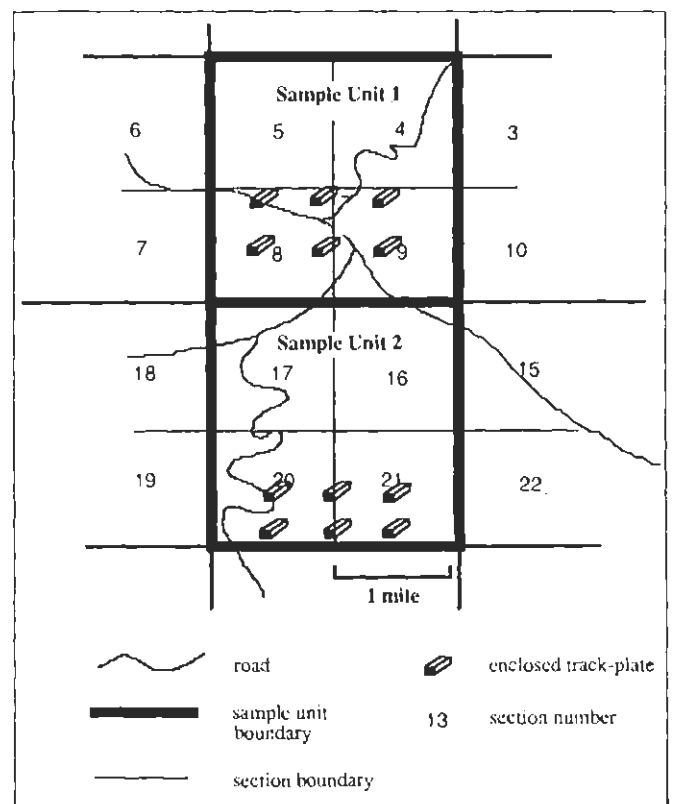 Sample Unit 1
6 5 4 3
7 8 9 10
Sample Unit 2
18 17 16 15
19 20 21 22
1 mile
road
enclosed track-plate
sample unit
boundary
13 section number
section boundary